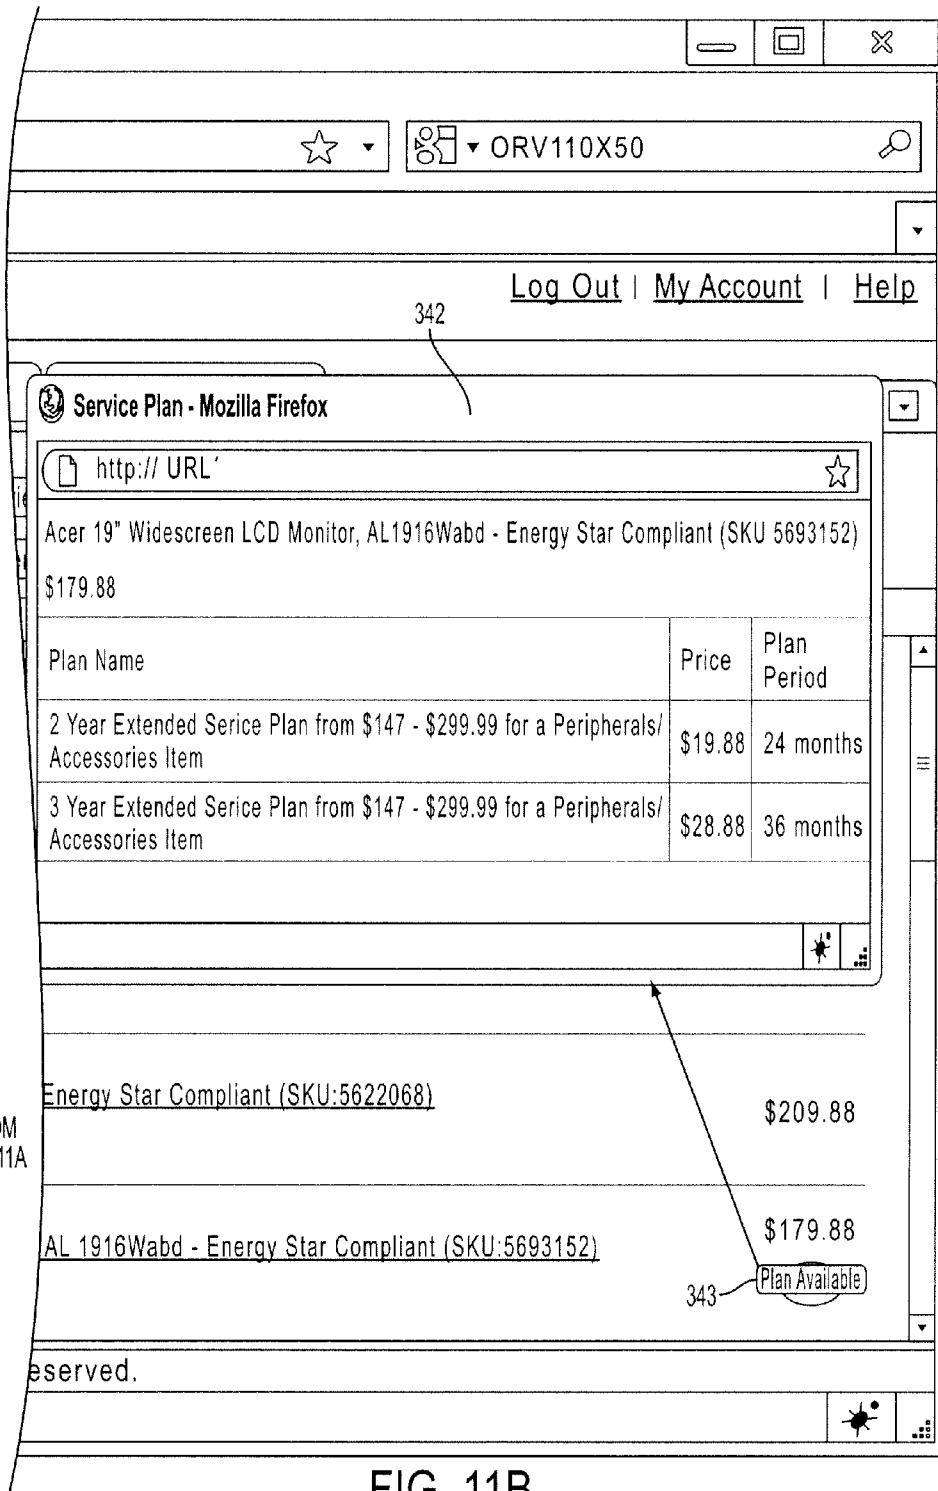 ORV110X50
Log Out | My Account | Help
342
Service Plan - Mozilla Firefox
http:// URL'
Acer 19" Widescreen LCD Monitor, AL1916Wabd - Energy Star Compliant (SKU 5693152)
$179.88
Plan Name Price Plan Period
2 Year Extended Serice Plan from $147 - $299.99 for a Peripherals/
Accessories Item
$19.88 24 months
3 Year Extended Serice Plan from $147 - $299.99 for a Peripherals/
Accessories Item
$28.88 36 months
Energy Star Compliant (SKU:5622068)
$209.88
OM
11A
$179.88
AL 1916Wabd - Energy Star Compliant (SKU:5693152)
Plan Available
343
eserved.
FIG. 11B